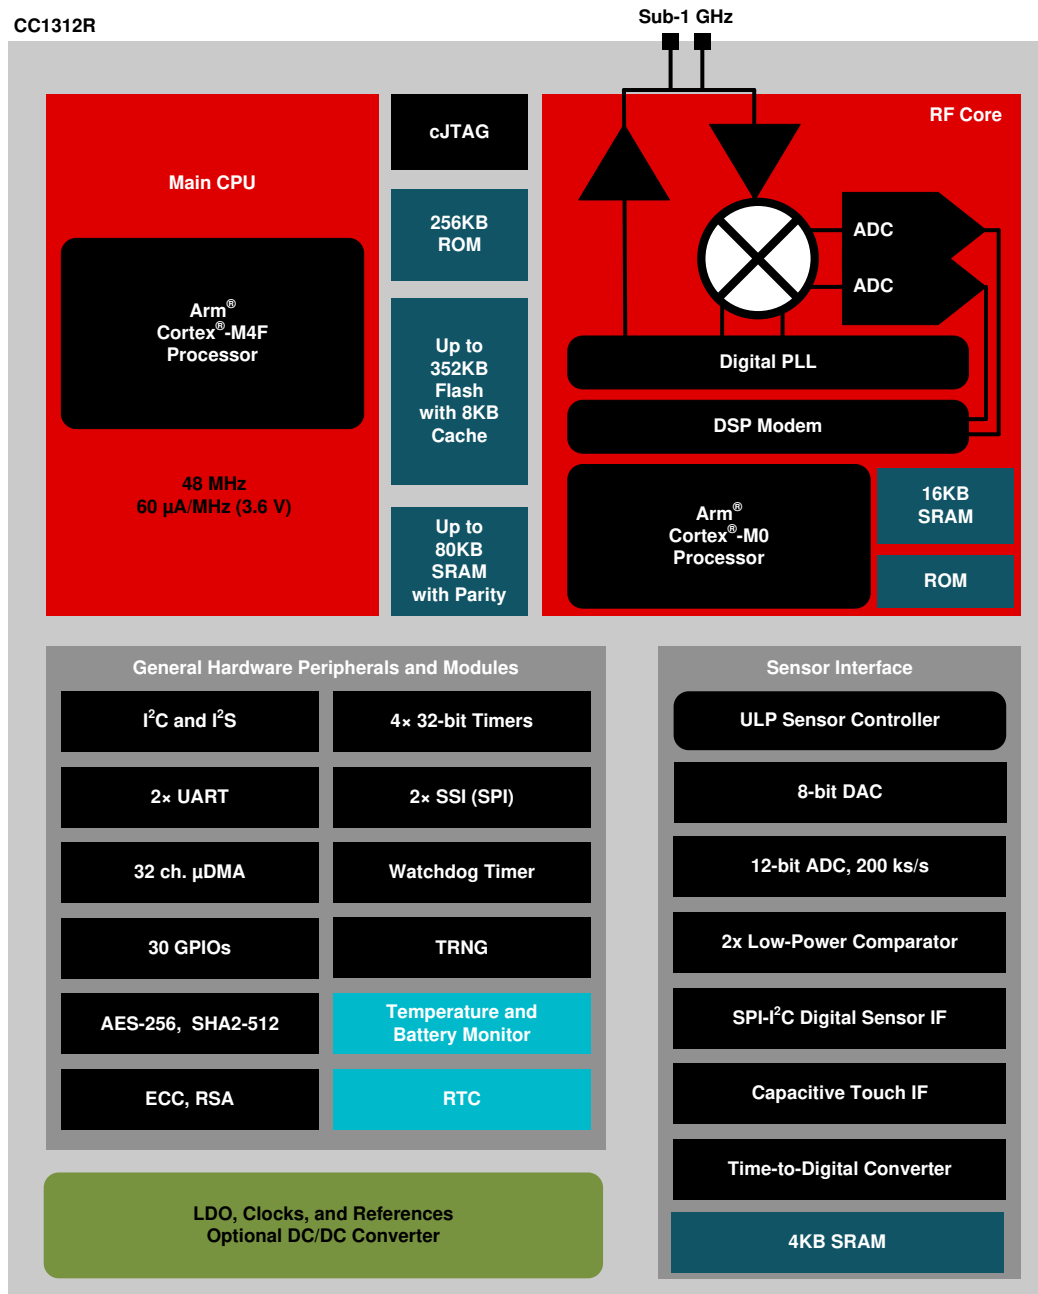 CC1312R
Sub-1 GHz
Main CPU
Arm®
Cortex®-M4F
Processor
48 MHz
60 µA/MHz (3.6 V)
cJTAG
256KB
ROM
Up to
352KB
Flash
with 8KB
Cache
Up to
80KB
SRAM
with Parity
RF Core
ADC
ADC
Digital PLL
DSP Modem
Arm®
Cortex®-M0
Processor
16KB
SRAM
ROM
General Hardware Peripherals and Modules
I²C and I²S
4× 32-bit Timers
2× UART
2× SSI (SPI)
32 ch. µDMA
Watchdog Timer
30 GPIOs
TRNG
AES-256, SHA2-512
Temperature and
Battery Monitor
ECC, RSA
RTC
LDO, Clocks, and References
Optional DC/DC Converter
Sensor Interface
ULP Sensor Controller
8-bit DAC
12-bit ADC, 200 ks/s
2x Low-Power Comparator
SPI-I²C Digital Sensor IF
Capacitive Touch IF
Time-to-Digital Converter
4KB SRAM